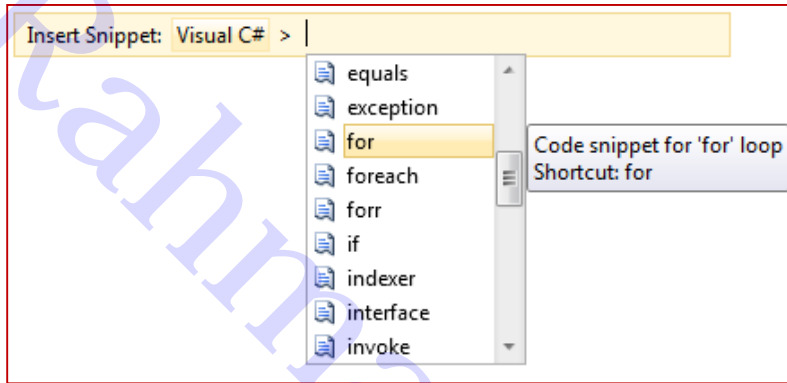 Insert Snippet: Visual C# >
equals
exception
for
foreach
forr
if
indexer
interface
invoke
Code snippet for 'for' loop
Shortcut: for
Rahm